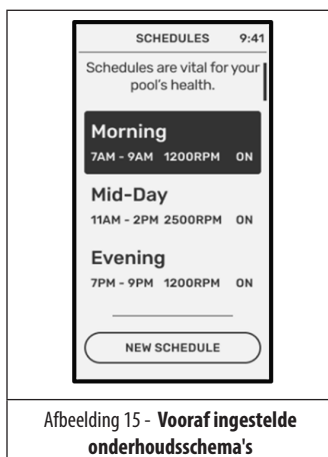 SCHEDULES 9:41
Schedules are vital for your
pool's health.
Morning
7AM - 9AM 1200RPM ON
Mid-Day
11AM - 2PM 2500RPM ON
Evening
7PM - 9PM 1200RPM ON
NEW SCHEDULE
Afbeelding 15 - Vooraf ingestelde
onderhoudsschema's